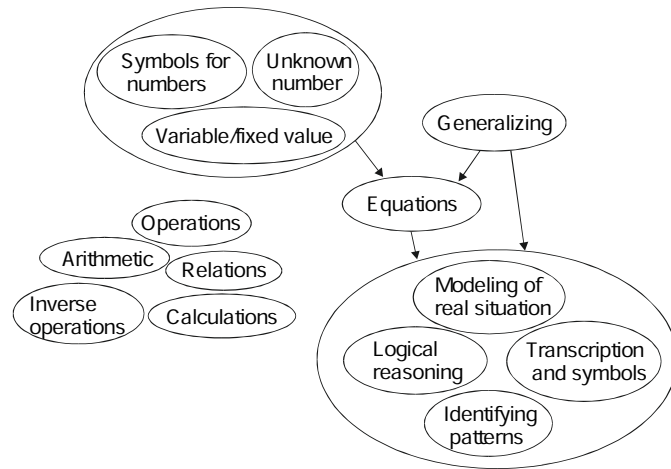 Symbols for
numbers
Unknown
number
Variable/fixed value
Generalizing
Equations
Operations
Arithmetic
Relations
Inverse
operations
Calculations
Modeling of
real situation
Logical
reasoning
Transcription
and symbols
Identifying
patterns